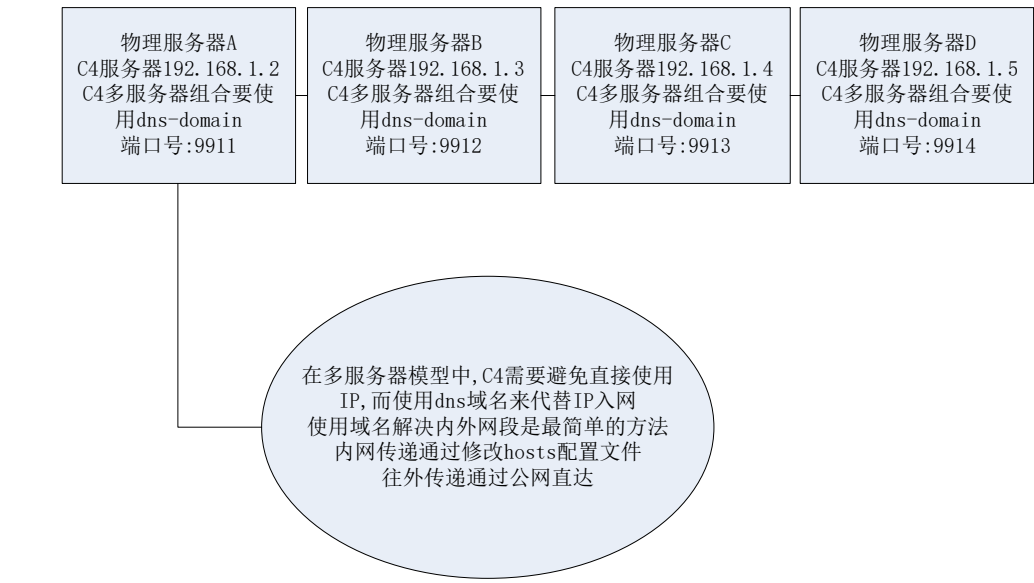 物理服务器A
C4服务器192.168.1.2
C4多服务器组合要使
用dns-domain
端口号:9911
物理服务器B
C4服务器192.168.1.3
C4多服务器组合要使
用dns-domain
端口号:9912
物理服务器C
C4服务器192.168.1.4
C4多服务器组合要使
用dns-domain
端口号:9913
物理服务器D
C4服务器192.168.1.5
C4多服务器组合要使
用dns-domain
端口号:9914
在多服务器模型中,C4需要避免直接使用
IP,而使用dns域名来代替IP入网
使用域名解决内外网段是最简单的方法
内网传递通过修改hosts配置文件
往外传递通过公网直达